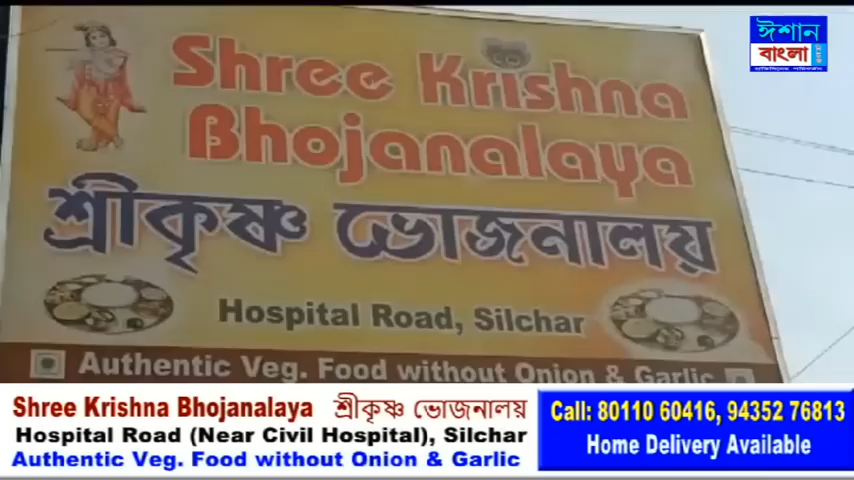 ঈশান
বাংলা
Shree Krishna
Bhojanalaya
শ্রীকৃষ্ণ ভোজনালয়
Hospital Road, Silchar
Authentic Veg. Food without Onion & Garlic
Shree Krishna Bhojanalaya শ্রীকৃষ্ণ ভোজনালয়
Hospital Road (Near Civil Hospital), Silchar
Authentic Veg. Food without Onion & Garlic
Call: 80110 60416, 94352 76813
Home Delivery Available